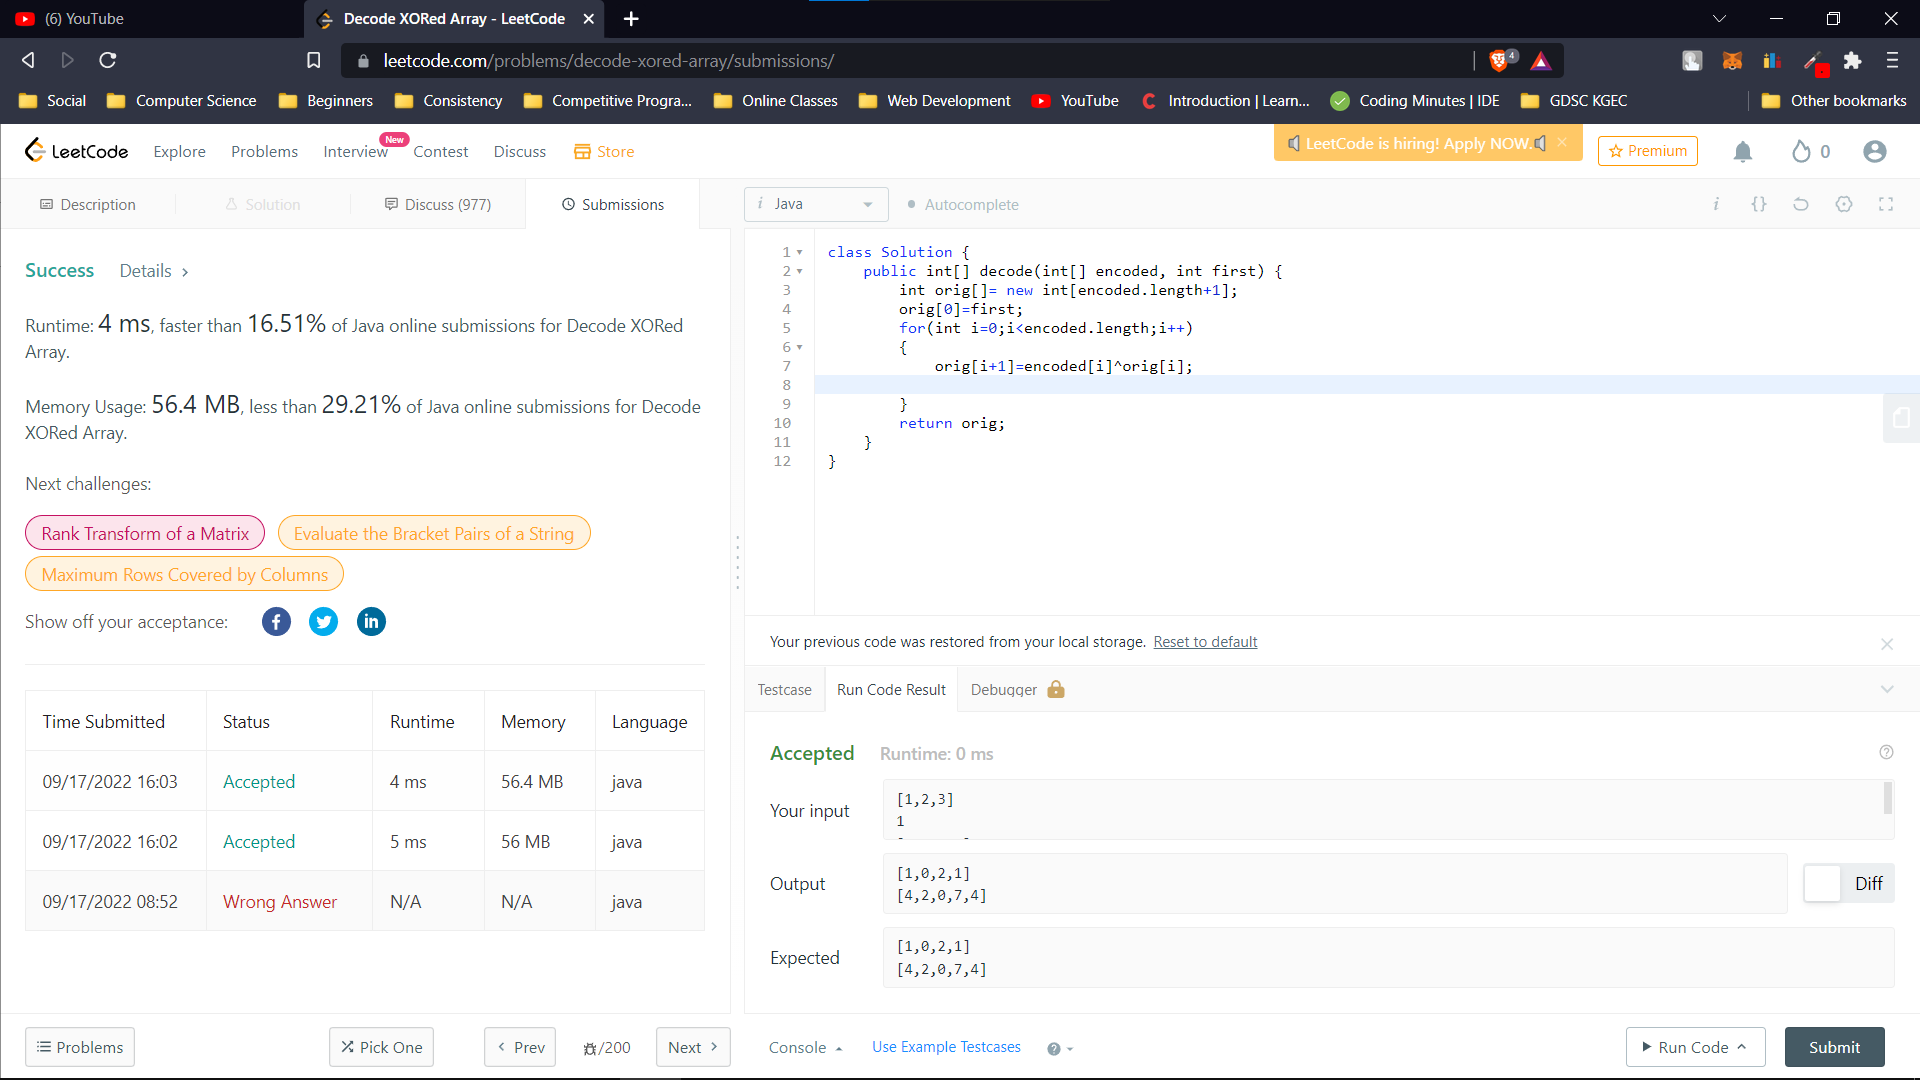 (6) YouTube
Decode XORed Array - LeetCode
leetcode.com/problems/decode-xored-array/submissions/
4
Social Computer Science Beginners Consistency Competitive Progra... Online Classes Web Development YouTube Introduction | Learn... Coding Minutes | IDE GDSC KGEC Other bookmarks
LeetCode Explore Problems Interview New Contest Discuss Store LeetCode is hiring! Apply NOW. Premium 0
Description Solution Discuss (977) Submissions
i Java Autocomplete i {}
Success Details >
Runtime: 4 ms, faster than 16.51% of Java online submissions for Decode XORed
Array.
Memory Usage: 56.4 MB, less than 29.21% of Java online submissions for Decode
XORed Array.
Next challenges:
Rank Transform of a Matrix Evaluate the Bracket Pairs of a String
Maximum Rows Covered by Columns
Show off your acceptance: f in
Time Submitted Status Runtime Memory Language
09/17/2022 16:03 Accepted 4 ms 56.4 MB java
09/17/2022 16:02 Accepted 5 ms 56 MB java
09/17/2022 08:52 Wrong Answer N/A N/A java
1 class Solution {
2 public int[] decode(int[] encoded, int first) {
3 int orig[]= new int[encoded.length+1];
4 orig[0]=first;
5 for(int i=0;i<encoded.length;i++)
6 {
7 orig[i+1]=encoded[i]^orig[i];
8
9 }
10 return orig;
11 }
12 }
Your previous code was restored from your local storage. Reset to default
Testcase Run Code Result Debugger
Accepted Runtime: 0 ms
Your input
[1,2,3]
1
Output
[1,0,2,1]
[4,2,0,7,4]
Diff
Expected
[1,0,2,1]
[4,2,0,7,4]
Problems Pick One < Prev /200 Next > Console Use Example Testcases Run Code Submit